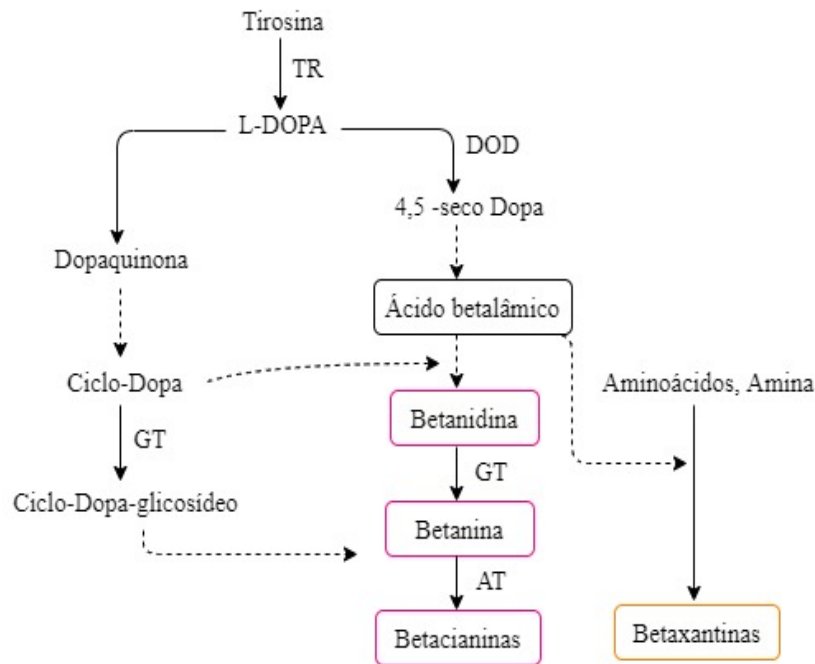 Tirosina
TR
L-DOPA
DOD
4,5 -seco Dopa
Dopaquinona
Ácido betalâmico
Ciclo-Dopa
Aminoácidos, Amina
Betanidina
GT
GT
Ciclo-Dopa-glicosídeo
Betanina
AT
Betacianinas
Betaxantinas